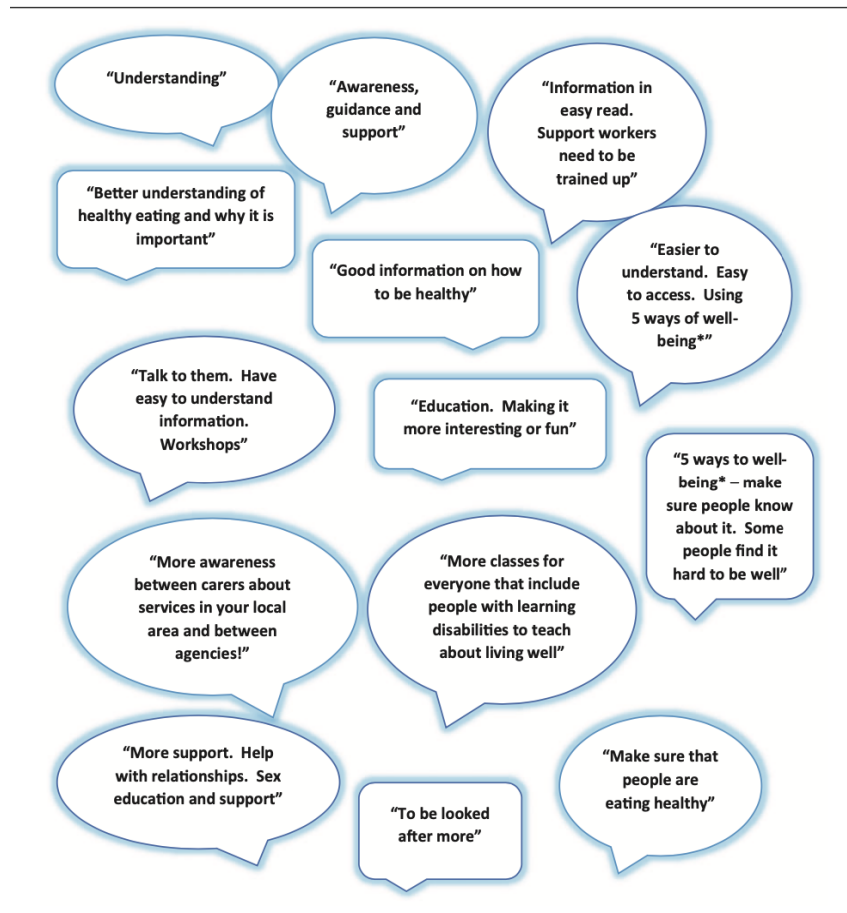 “Understanding”
“Awareness,
guidance and
support”
“Information in
easy read.
Support workers
need to be
trained up”
“Better understanding of
healthy eating and why it is
important”
“Good information on how
to be healthy”
“Easier to
understand.  Easy
to access.  Using
5 ways of well-
being*”
“Talk to them.  Have
easy to understand
information.
Workshops”
“Education.  Making it
more interesting or fun”
“5 ways to well-
being* – make
sure people know
about it.  Some
people find it
hard to be well”
“More awareness
between carers about
services in your local
area and between
agencies!”
“More classes for
everyone that include
people with learning
disabilities to teach
about living well”
“More support.  Help
with relationships.  Sex
education and support”
“To be looked
after more”
“Make sure that
people are
eating healthy”